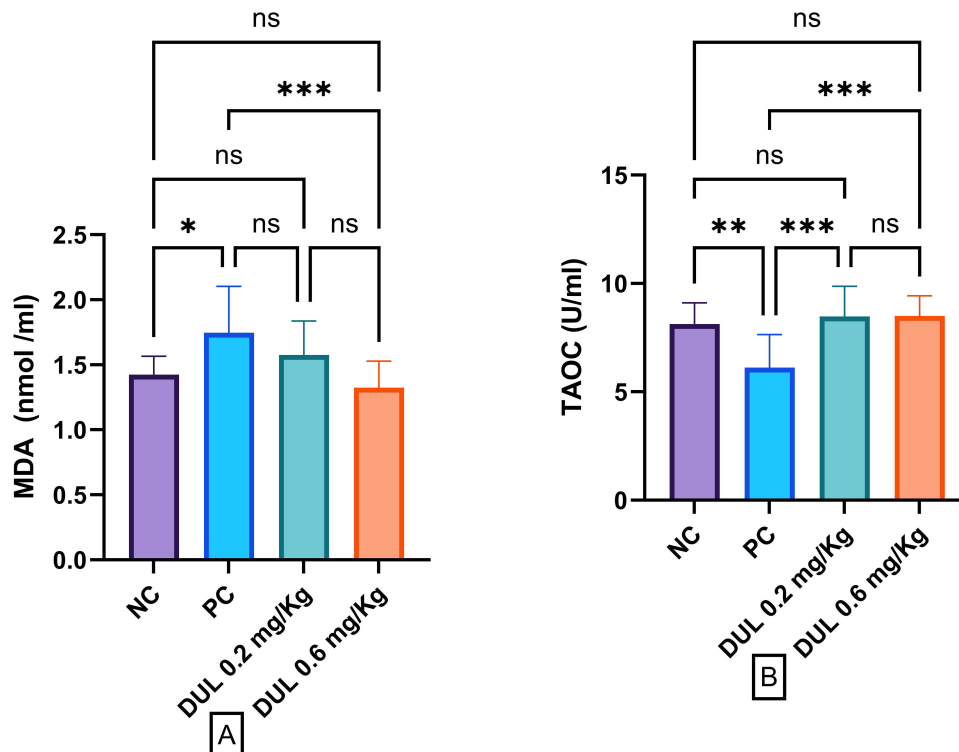 ns
***
ns
* ns ns
MDA (nmol /ml)
2.5
2.0
1.5
1.0
0.5
0.0
NC
PC
DUL 0.2 mg/Kg
DUL 0.6 mg/Kg
A
ns
***
ns
** *** ns
TAOC (U/ml)
15
10
5
0
NC
PC
DUL 0.2 mg/Kg
DUL 0.6 mg/Kg
B